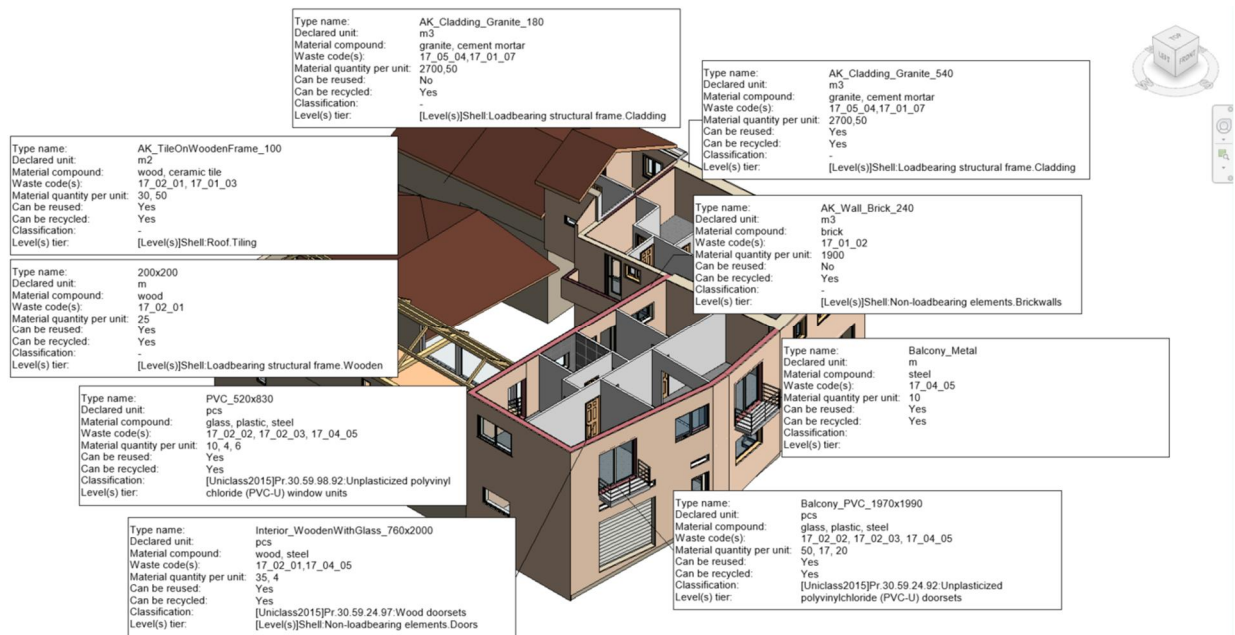 Type name: AK_Cladding_Granite_180
Declared unit: m3
Material compound: granite, cement mortar
Waste code(s): 17_05_04,17_01_07
Material quantity per unit: 2700,50
Can be reused: No
Can be recycled: Yes
Classification: -
Level(s) tier: [Level(s)]Shell:Loadbearing structural frame.Cladding
Type name: AK_Cladding_Granite_540
Declared unit: m3
Material compound: granite, cement mortar
Waste code(s): 17_05_04,17_01_07
Material quantity per unit: 2700,50
Can be reused: Yes
Can be recycled: Yes
Classification: -
Level(s) tier: [Level(s)]Shell:Loadbearing structural frame.Cladding
TOP
LEFT
FRONT
Type name: AK_TileOnWoodenFrame_100
Declared unit: m2
Material compound: wood, ceramic tile
Waste code(s): 17_02_01, 17_01_03
Material quantity per unit: 30, 50
Can be reused: Yes
Can be recycled: Yes
Classification: -
Level(s) tier: [Level(s)]Shell:Roof.Tiling
Type name: AK_Wall_Brick_240
Declared unit: m3
Material compound: brick
Waste code(s): 17_01_02
Material quantity per unit: 1900
Can be reused: No
Can be recycled: Yes
Classification: -
Level(s) tier: [Level(s)]Shell:Non-loadbearing elements.Brickwalls
Type name: 200x200
Declared unit: m
Material compound: wood
Waste code(s): 17_02_01
Material quantity per unit: 25
Can be reused: Yes
Can be recycled: Yes
Classification: -
Level(s) tier: [Level(s)]Shell:Loadbearing structural frame.Wooden
Type name: Balcony_Metal
Declared unit: m
Material compound: steel
Waste code(s): 17_04_05
Material quantity per unit: 10
Can be reused: Yes
Can be recycled: Yes
Classification:
Level(s) tier:
Type name: PVC_520x830
Declared unit: pcs
Material compound: glass, plastic, steel
Waste code(s): 17_02_02, 17_02_03, 17_04_05
Material quantity per unit: 10, 4, 6
Can be reused: Yes
Can be recycled: Yes
Classification: [Uniclass2015]Pr.30.59.98.92:Unplasticized polyvinyl
Level(s) tier: chloride (PVC-U) window units
Type name: Balcony_PVC_1970x1990
Declared unit: pcs
Material compound: glass, plastic, steel
Waste code(s): 17_02_02, 17_02_03, 17_04_05
Material quantity per unit: 50, 17, 20
Can be reused: Yes
Can be recycled: Yes
Classification: [Uniclass2015]Pr.30.59.24.92:Unplasticized
Level(s) tier: polyvinylchloride (PVC-U) doorsets
Type name: Interior_WoodenWithGlass_760x2000
Declared unit: pcs
Material compound: wood, steel
Waste code(s): 17_02_01,17_04_05
Material quantity per unit: 35, 4
Can be reused: Yes
Can be recycled: Yes
Classification: [Uniclass2015]Pr.30.59.24.97:Wood doorsets
Level(s) tier: [Level(s)]Shell:Non-loadbearing elements.Doors